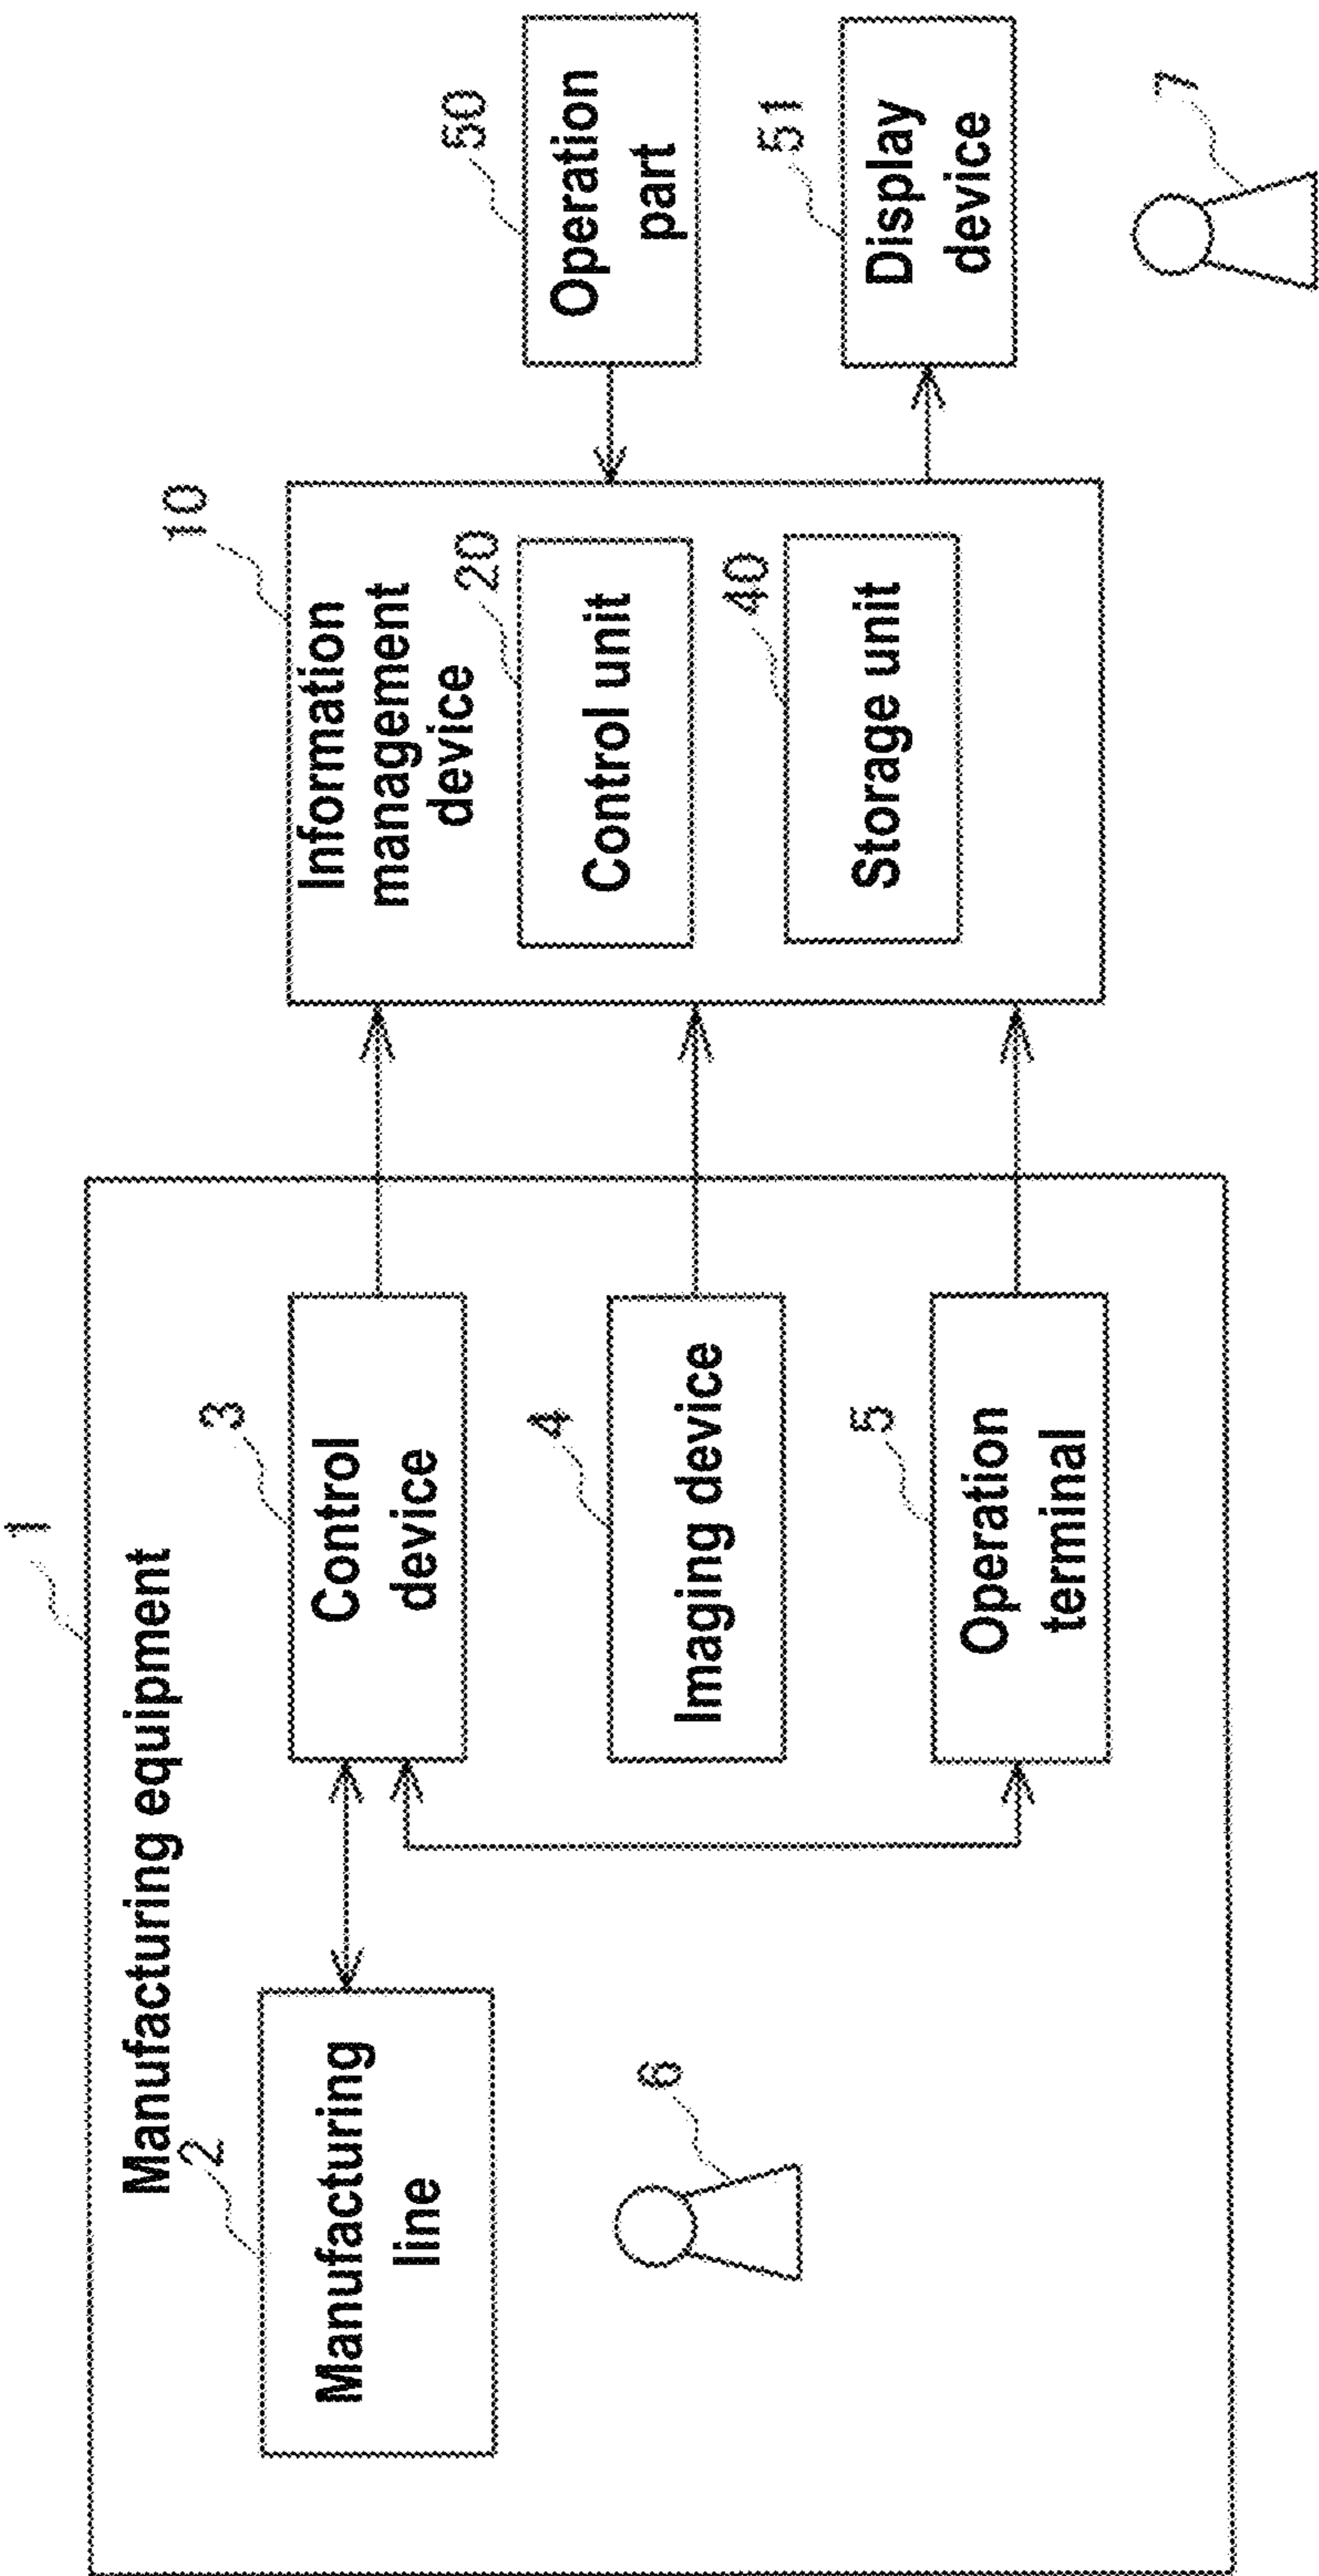 1
Manufacturing equipment
2
Manufacturing
line
3
Control
device
4
Imaging device
5
Operation
terminal
6
10
Information
management
device
20
Control unit
40
Storage unit
50
Operation
part
51
Display
device
7